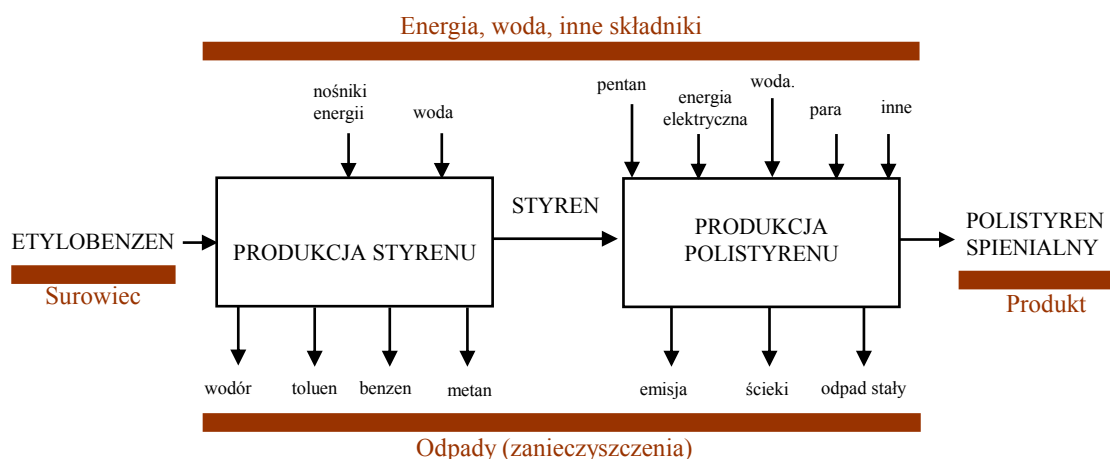 Energia, woda, inne składniki
nośniki
energii
woda
pentan
energia
elektryczna
woda.
para
inne
ETYLOBENZEN
Surowiec
PRODUKCJA STYRENU
STYREN
PRODUKCJA
POLISTYRENU
POLISTYREN
SPIENIALNY
Produkt
wodór
toluen
benzen
metan
emisja
ścieki
odpad stały
Odpady (zanieczyszczenia)